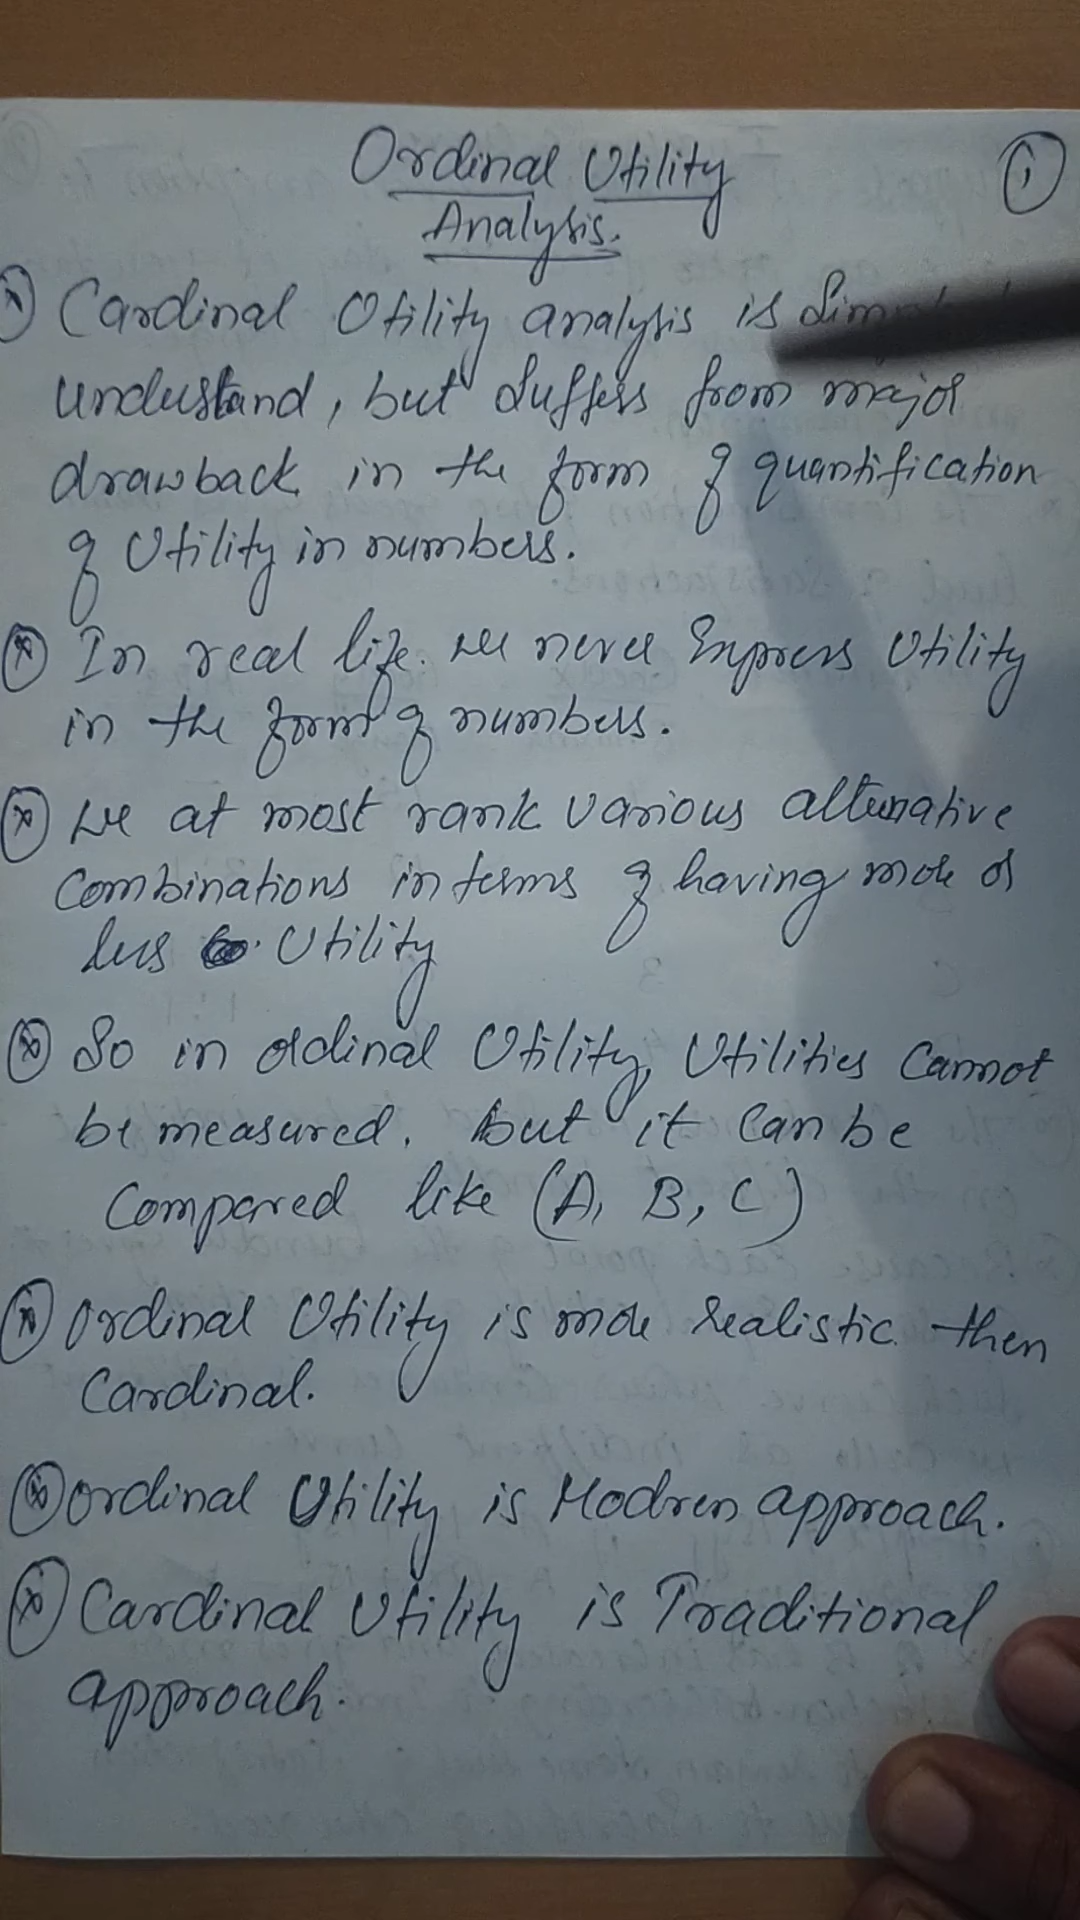 Ordinal Utility
Analysis.
1
Cardinal Utility analysis is
understand, but suffers from major
drawback in the form of quantification
of Utility in numbers.
In real life we never Express Utility
in the form of numbers.
We at most rank various alternative
Combinations in terms of having more or
less Utility
So in ordinal Utility, Utilities Cannot
be measured, but it Can be
Compared like (A, B, C)
Ordinal Utility is more realistic then
Cardinal.
Ordinal Utility is Modren approach.
Cardinal Utility is Traditional
approach.